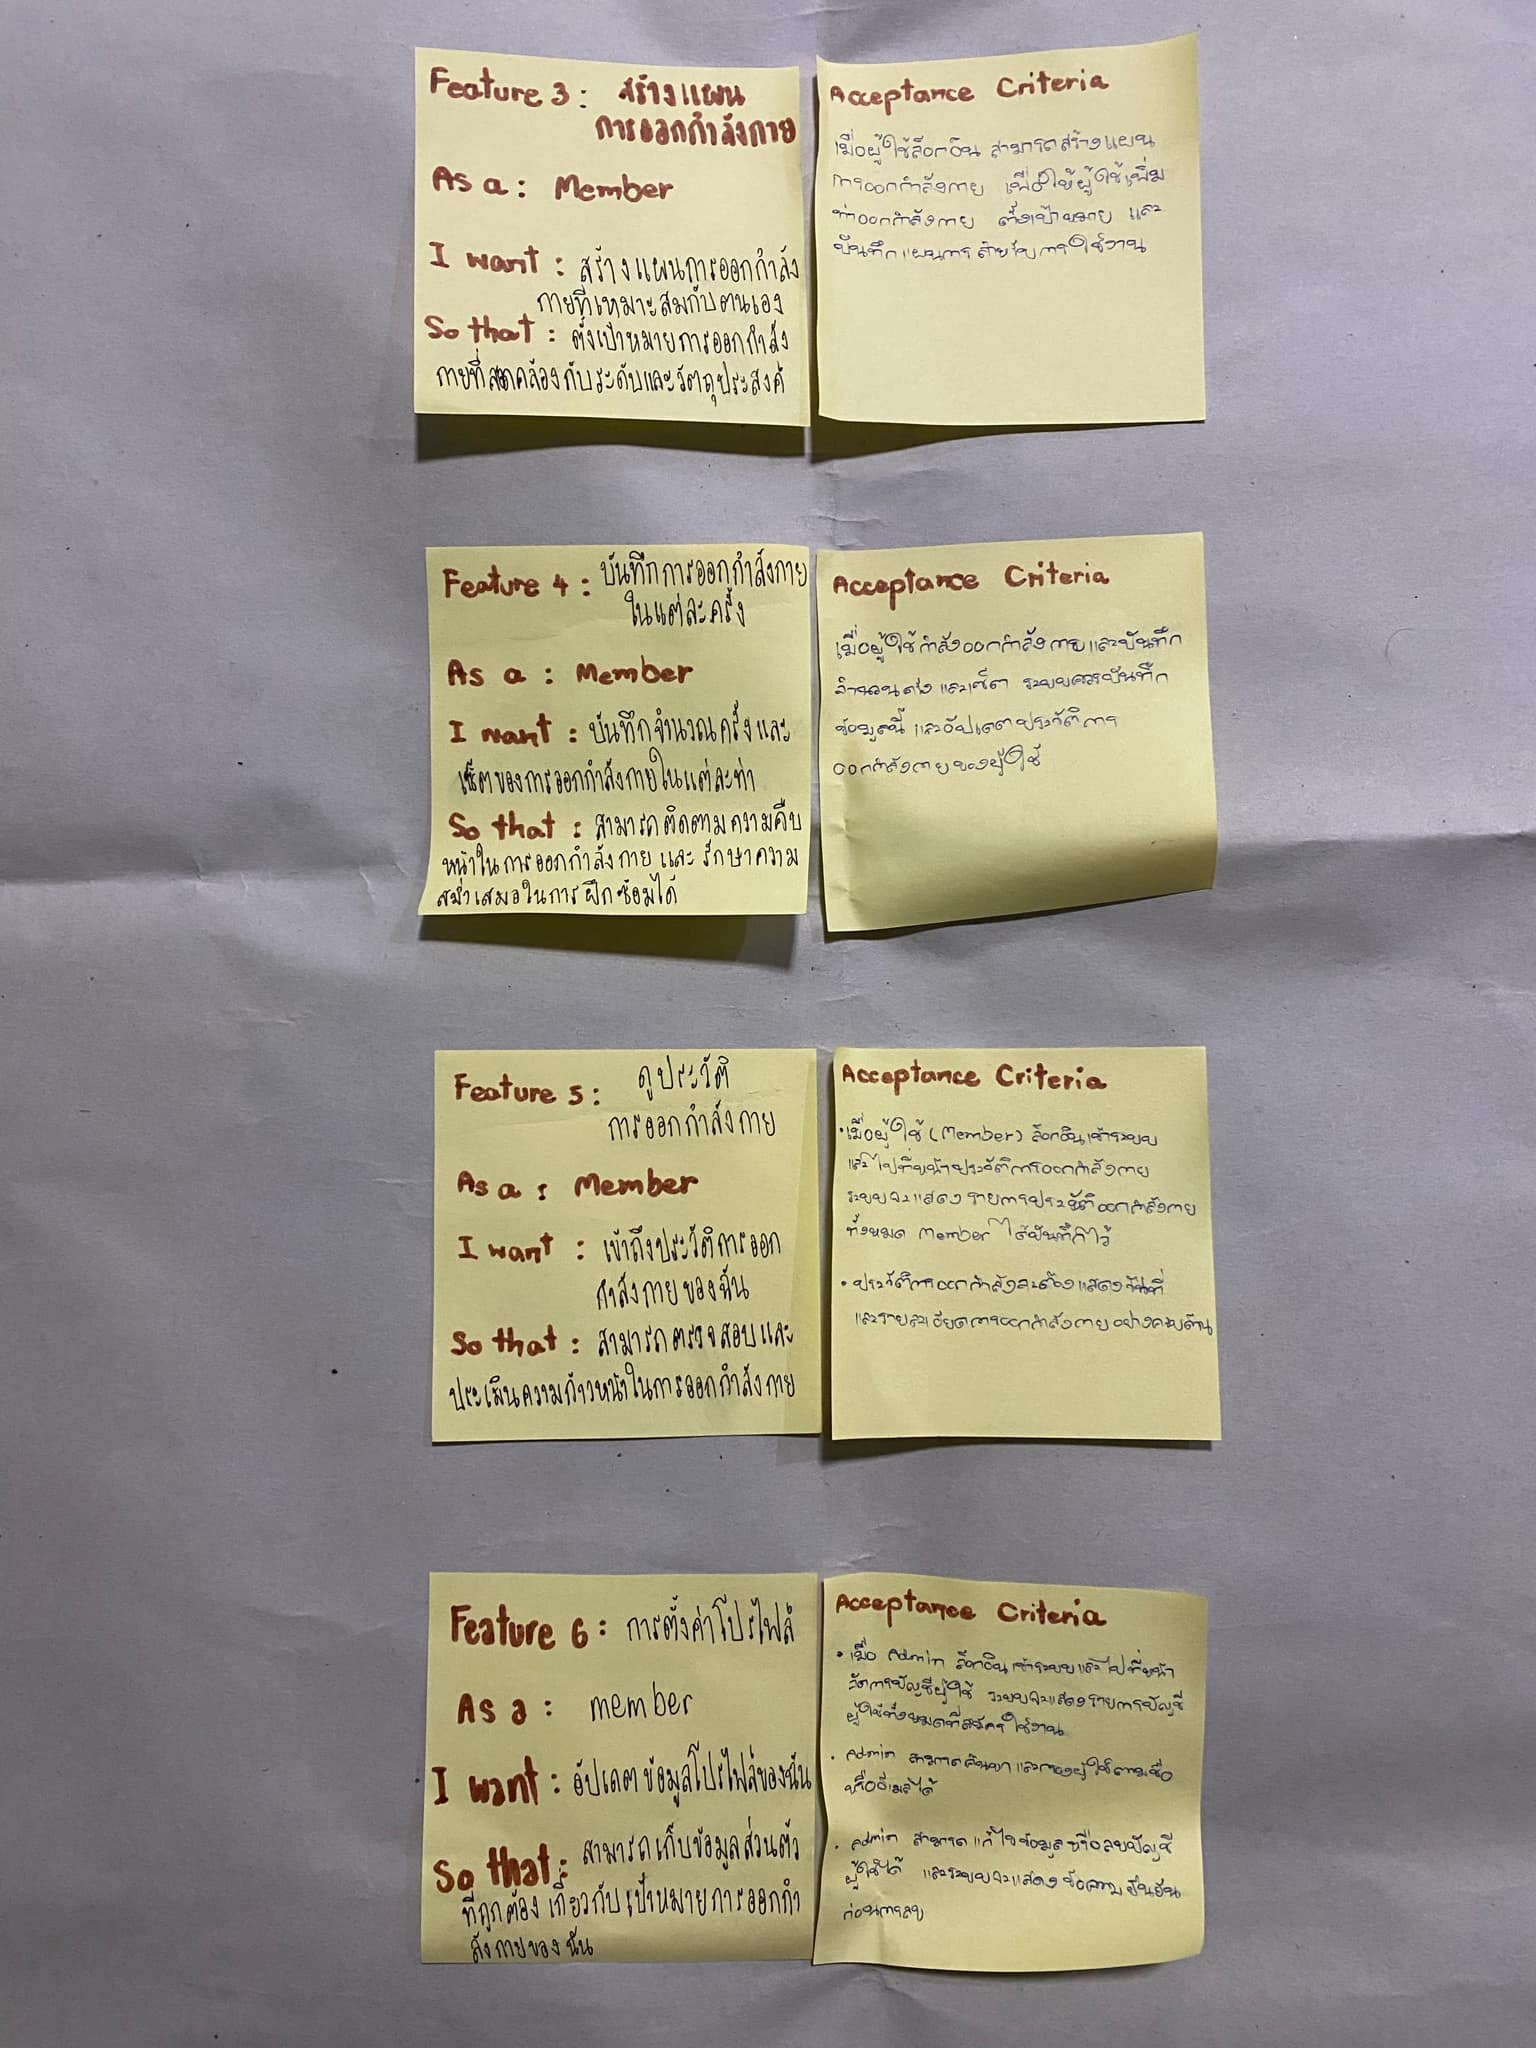 Feature 3 : สร้างแผน
การออกกำลังกาย
As a : Member
I want : สร้างแผนการออกกำลัง
กายที่เหมาะสมกับตนเอง
So that : ตั้งเป้าหมายการออกกำลัง
กายที่สอดคล้องกับระดับและวัตถุประสงค์
Acceptance Criteria
เมื่อผู้ใช้ล็อกอิน สามารถสร้างแผน
การออกกำลังกาย เพื่อให้ผู้ใช้เพิ่ม
ท่าออกกำลังกาย ตั้งเป้าหมาย และ
บันทึกแผนการสำหรับการใช้งาน
Feature 4 : บันทึกการออกกำลังกาย
ในแต่ละครั้ง
As a : Member
I want : บันทึกจำนวนครั้งและ
เซ็ตของการออกกำลังกายในแต่ละท่า
So that : สามารถติดตามความคืบ
หน้าในการออกกำลังกาย และ รักษาความ
สม่ำเสมอในการฝึกซ้อมได้
Acceptance Criteria
เมื่อผู้ใช้กำลังออกกำลังกายและบันทึก
จำนวนครั้ง และเซ็ต ระบบควรบันทึก
ข้อมูลนี้ และอัปเดตประวัติการ
ออกกำลังกายของผู้ใช้
Feature 5 : ดูประวัติ
การออกกำลังกาย
As a : Member
I want : เข้าถึงประวัติการออก
กำลังกายของฉัน
So that : สามารถตรวจสอบและ
ประเมินความก้าวหน้าในการออกกำลังกาย
Acceptance Criteria
• เมื่อผู้ใช้ (Member) ล็อกอินเข้าระบบ
และไปที่หน้าประวัติการออกกำลังกาย
ระบบจะแสดงรายการประวัติออกกำลังกาย
ทั้งหมด Member ได้บันทึกไว้
• ประวัติการออกกำลังจะต้องแสดงวันที่
และรายละเอียดการออกกำลังกายอย่างครบถ้วน
Feature 6 : การตั้งค่าโปรไฟล์
As a : member
I want : อัปเดตข้อมูลโปรไฟล์ของฉัน
So that : สามารถเก็บข้อมูลส่วนตัว
ที่ถูกต้องเกี่ยวกับเป้าหมายการออกกำ
ลังกายของฉัน
Acceptance Criteria
• เมื่อ Admin ล็อกอินเข้าระบบและไปที่หน้า
จัดการบัญชีผู้ใช้ ระบบจะแสดงรายการบัญชี
ผู้ใช้ทั้งหมดที่สมัครใช้งาน
• Admin สามารถค้นหาและกรองผู้ใช้ตามชื่อ
หรืออีเมลได้
• Admin สามารถแก้ไขข้อมูลหรือลบบัญชี
ผู้ใช้ได้ และระบบจะแสดงข้อความยืนยัน
ก่อนการลบ